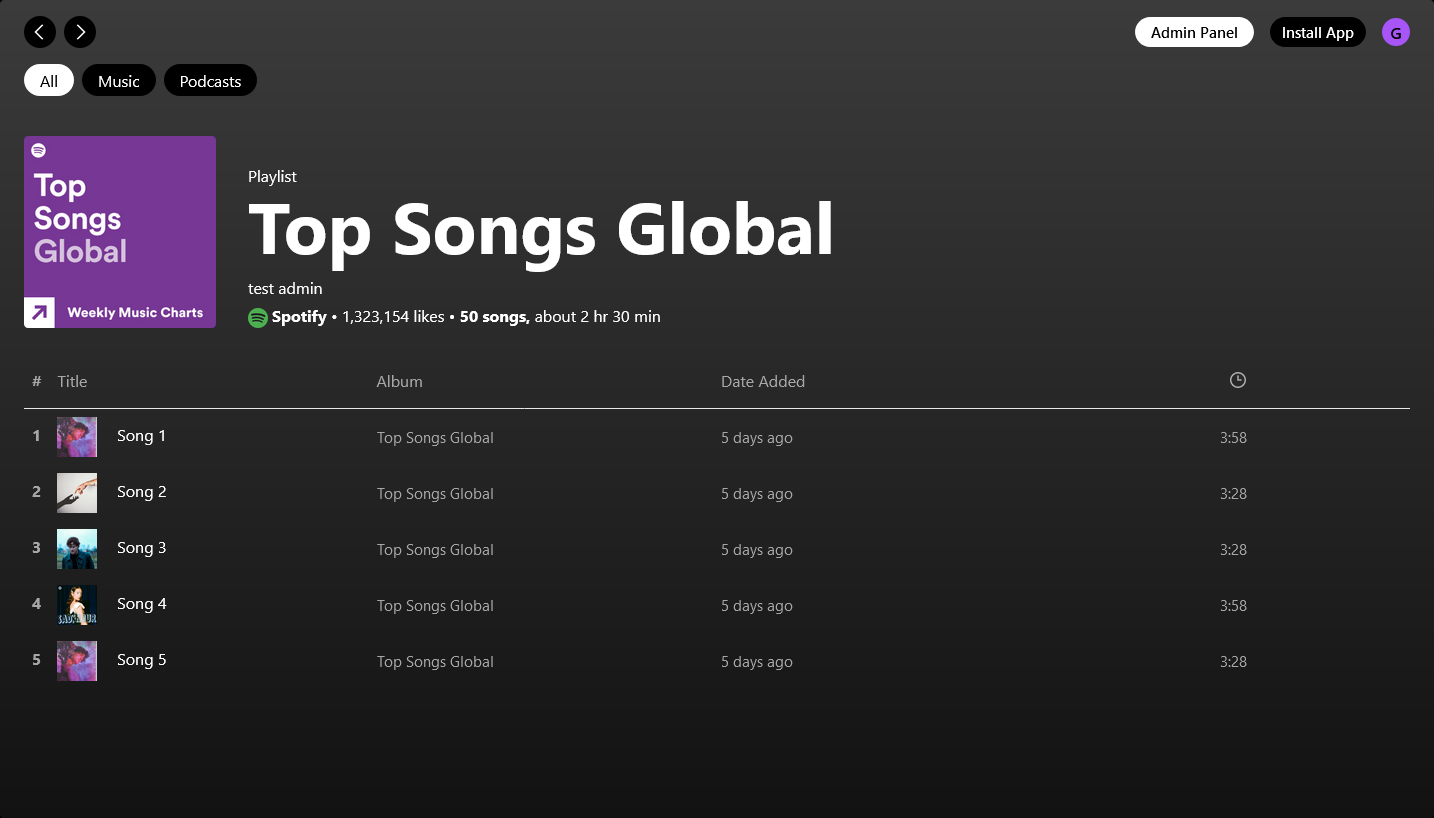 Admin Panel Install App G
All Music Podcasts
Top
Songs
Global
Weekly Music Charts
Playlist
Top Songs Global
test admin
Spotify • 1,323,154 likes • 50 songs, about 2 hr 30 min
# Title Album Date Added
1 Song 1 Top Songs Global 5 days ago 3:58
2 Song 2 Top Songs Global 5 days ago 3:28
3 Song 3 Top Songs Global 5 days ago 3:28
4 Song 4 Top Songs Global 5 days ago 3:58
5 Song 5 Top Songs Global 5 days ago 3:28